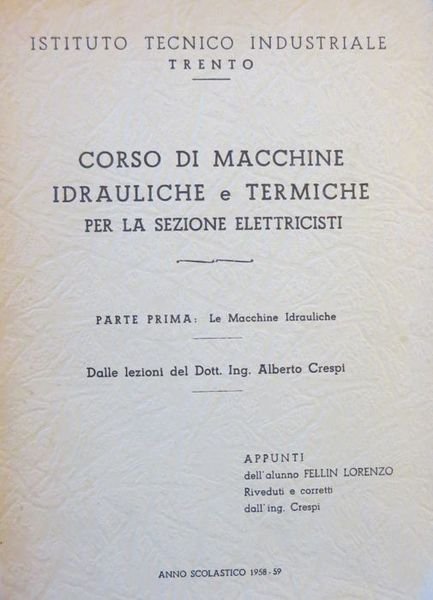 ISTITUTO TECNICO INDUSTRIALE
TRENTO
CORSO DI MACCHINE
IDRAULICHE e TERMICHE
PER LA SEZIONE ELETTRICISTI
PARTE PRIMA: Le Macchine Idrauliche
Dalle lezioni del Dott. Ing. Alberto Crespi
APPUNTI
dell'alunno FELLIN LORENZO
Riveduti e corretti
dall'ing. Crespi
ANNO SCOLASTICO 1958-59